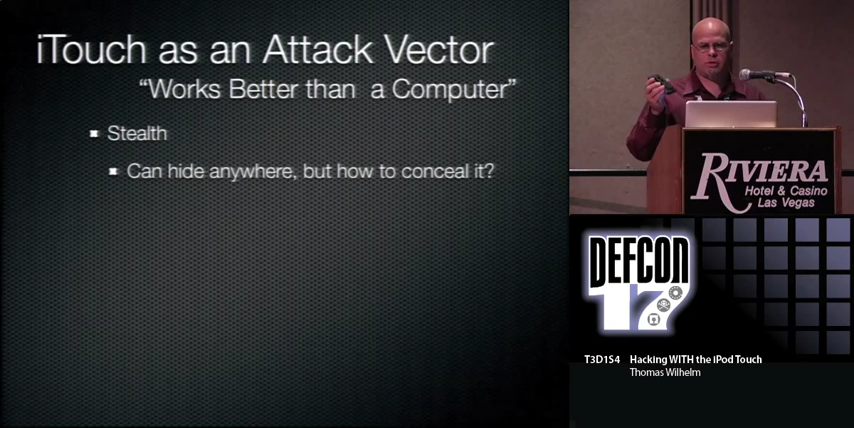 iTouch as an Attack Vector
“Works Better than a Computer”
Stealth
Can hide anywhere, but how to conceal it?
RIVIERA
Hotel & Casino
Las Vegas
DEFCON
17
T3D1S4 Hacking WITH the iPod Touch
Thomas Wilhelm